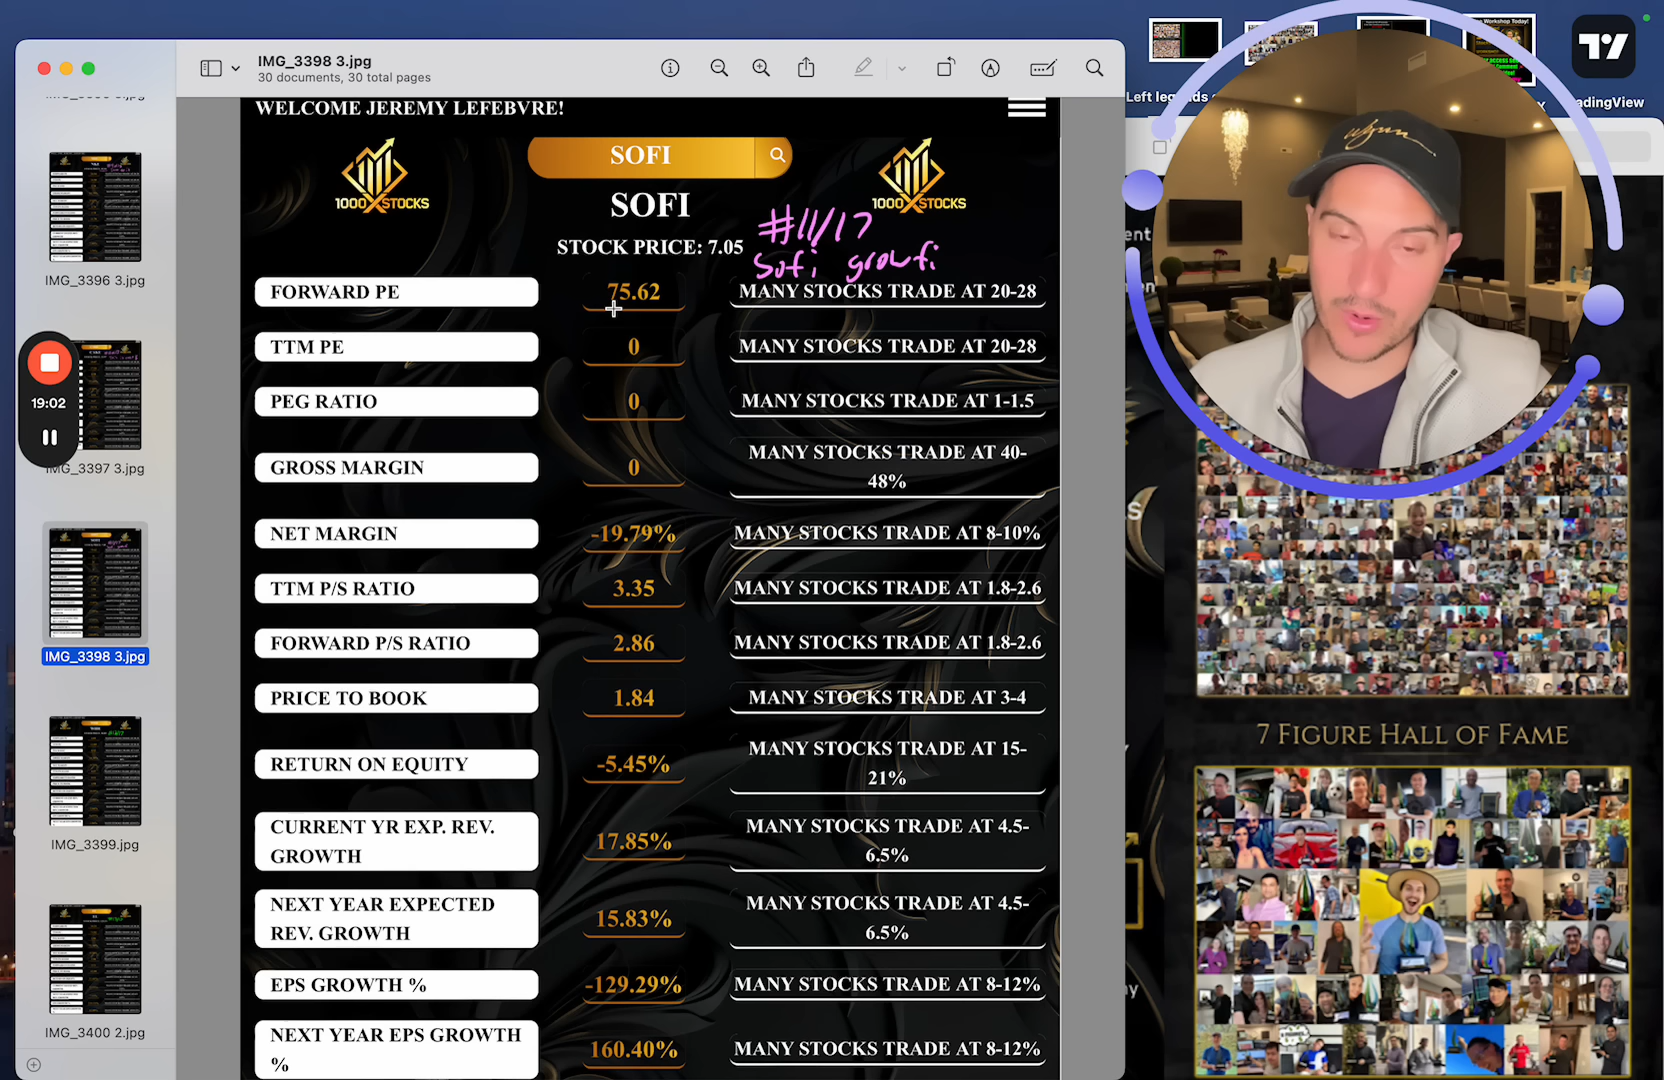 IMG_3398 3.jpg
30 documents, 30 total pages
IMG_3396 3.jpg
19:02
IMG_3397 3.jpg
IMG_3398 3.jpg
IMG_3399.jpg
IMG_3400 2.jpg
WELCOME JEREMY LEFEBVRE!
1000XSTOCKS
SOFI
1000XSTOCKS
SOFI
#11/17
STOCK PRICE: 7.05
Sofi growfi
FORWARD PE 75.62 MANY STOCKS TRADE AT 20-28
TTM PE 0 MANY STOCKS TRADE AT 20-28
PEG RATIO 0 MANY STOCKS TRADE AT 1-1.5
GROSS MARGIN 0 MANY STOCKS TRADE AT 40-
48%
NET MARGIN -19.79% MANY STOCKS TRADE AT 8-10%
TTM P/S RATIO 3.35 MANY STOCKS TRADE AT 1.8-2.6
FORWARD P/S RATIO 2.86 MANY STOCKS TRADE AT 1.8-2.6
PRICE TO BOOK 1.84 MANY STOCKS TRADE AT 3-4
RETURN ON EQUITY -5.45% MANY STOCKS TRADE AT 15-
21%
CURRENT YR EXP. REV. 17.85% MANY STOCKS TRADE AT 4.5-
GROWTH 6.5%
NEXT YEAR EXPECTED 15.83% MANY STOCKS TRADE AT 4.5-
REV. GROWTH 6.5%
EPS GROWTH % -129.29% MANY STOCKS TRADE AT 8-12%
NEXT YEAR EPS GROWTH 160.40% MANY STOCKS TRADE AT 8-12%
%
Workshop Today!
Left
TradingView
wynn
7 FIGURE HALL OF FAME